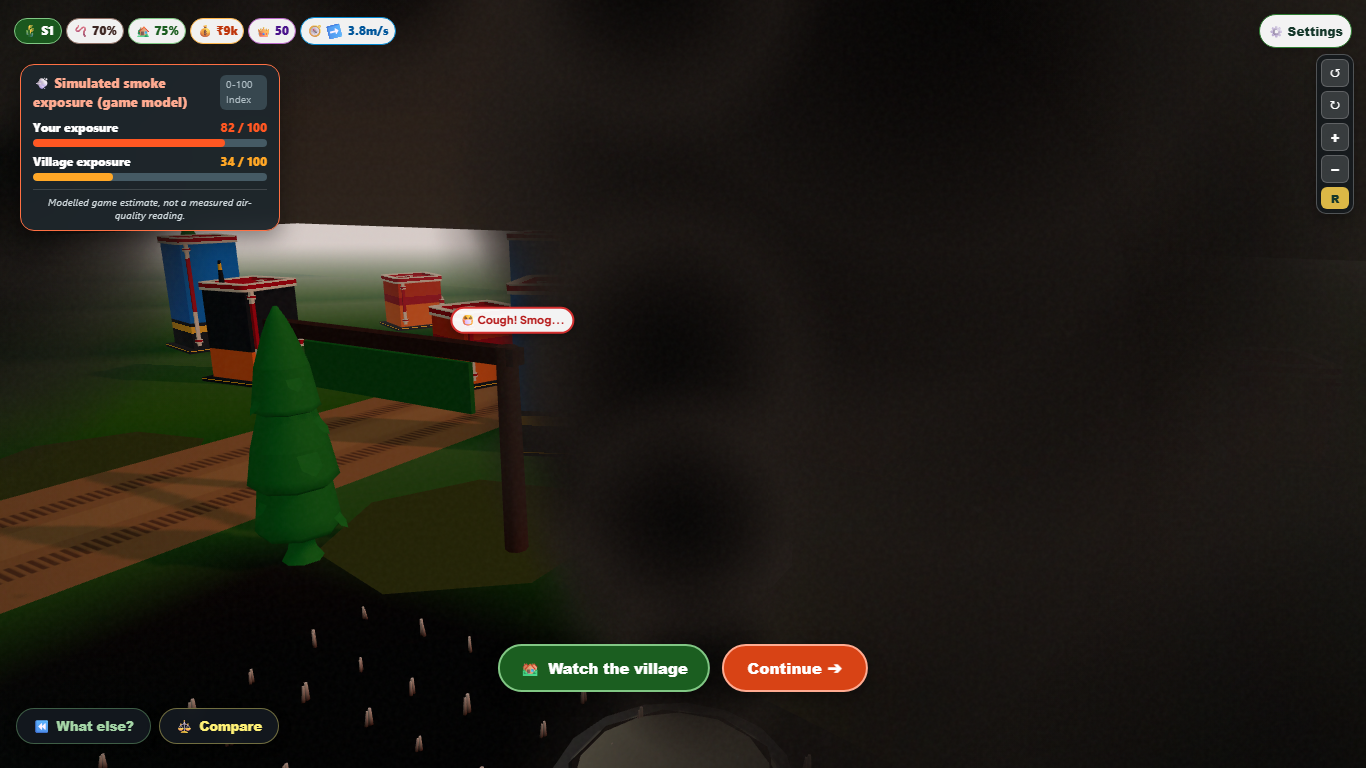 S1
70%
75%
₹9k
50
3.8m/s
Settings
Simulated smoke
exposure (game model)
0-100
Index
Your exposure
82 / 100
Village exposure
34 / 100
Modelled game estimate, not a measured air-
quality reading.
↺
↻
+
−
R
Cough! Smog...
Watch the village
Continue ➔
What else?
Compare